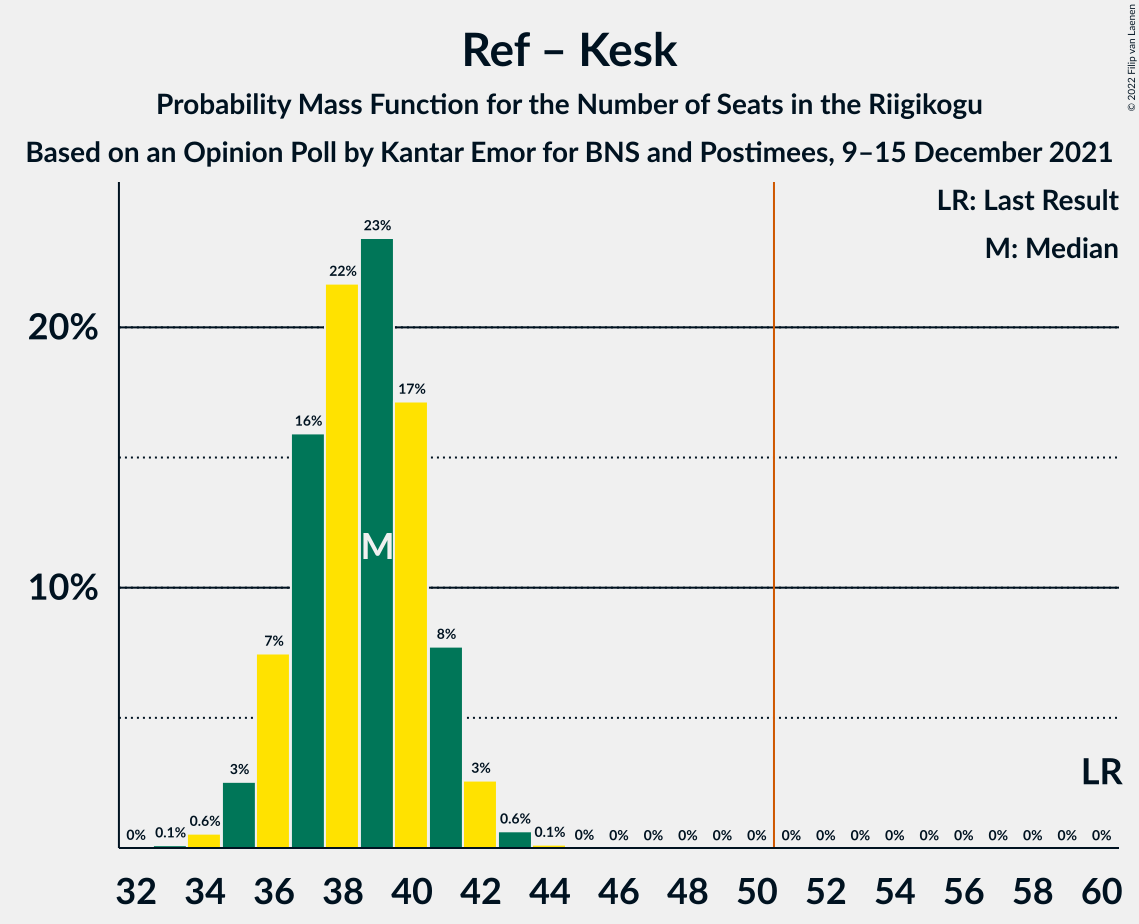 Ref – Kesk
Probability Mass Function for the Number of Seats in the Riigikogu
Based on an Opinion Poll by Kantar Emor for BNS and Postimees, 9–15 December 2021
© 2022 Filip van Laenen
LR: Last Result
M: Median
20%
10%
0% 0.1% 0.6% 3% 7% 16% 22% 23% 17% 8% 3% 0.6% 0.1% 0% 0% 0% 0% 0% 0% 0% 0% 0% 0% 0% 0% 0% 0% 0% 0%
M
LR
32 34 36 38 40 42 44 46 48 50 52 54 56 58 60